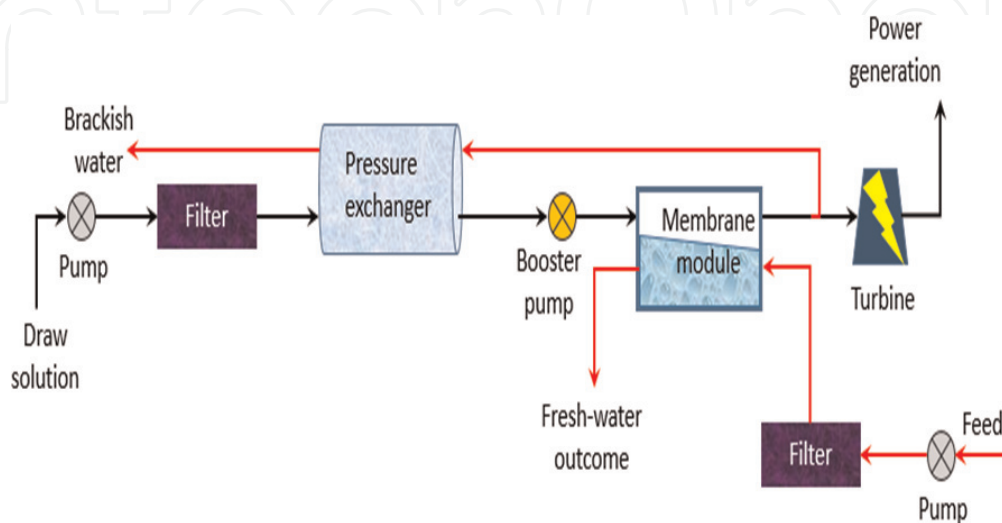 Power
generation
Brackish
water
Pressure
exchanger
Filter
Membrane
module
Pump
Booster
pump
Turbine
Draw
solution
Fresh-water
outcome
Filter
Feed
Pump